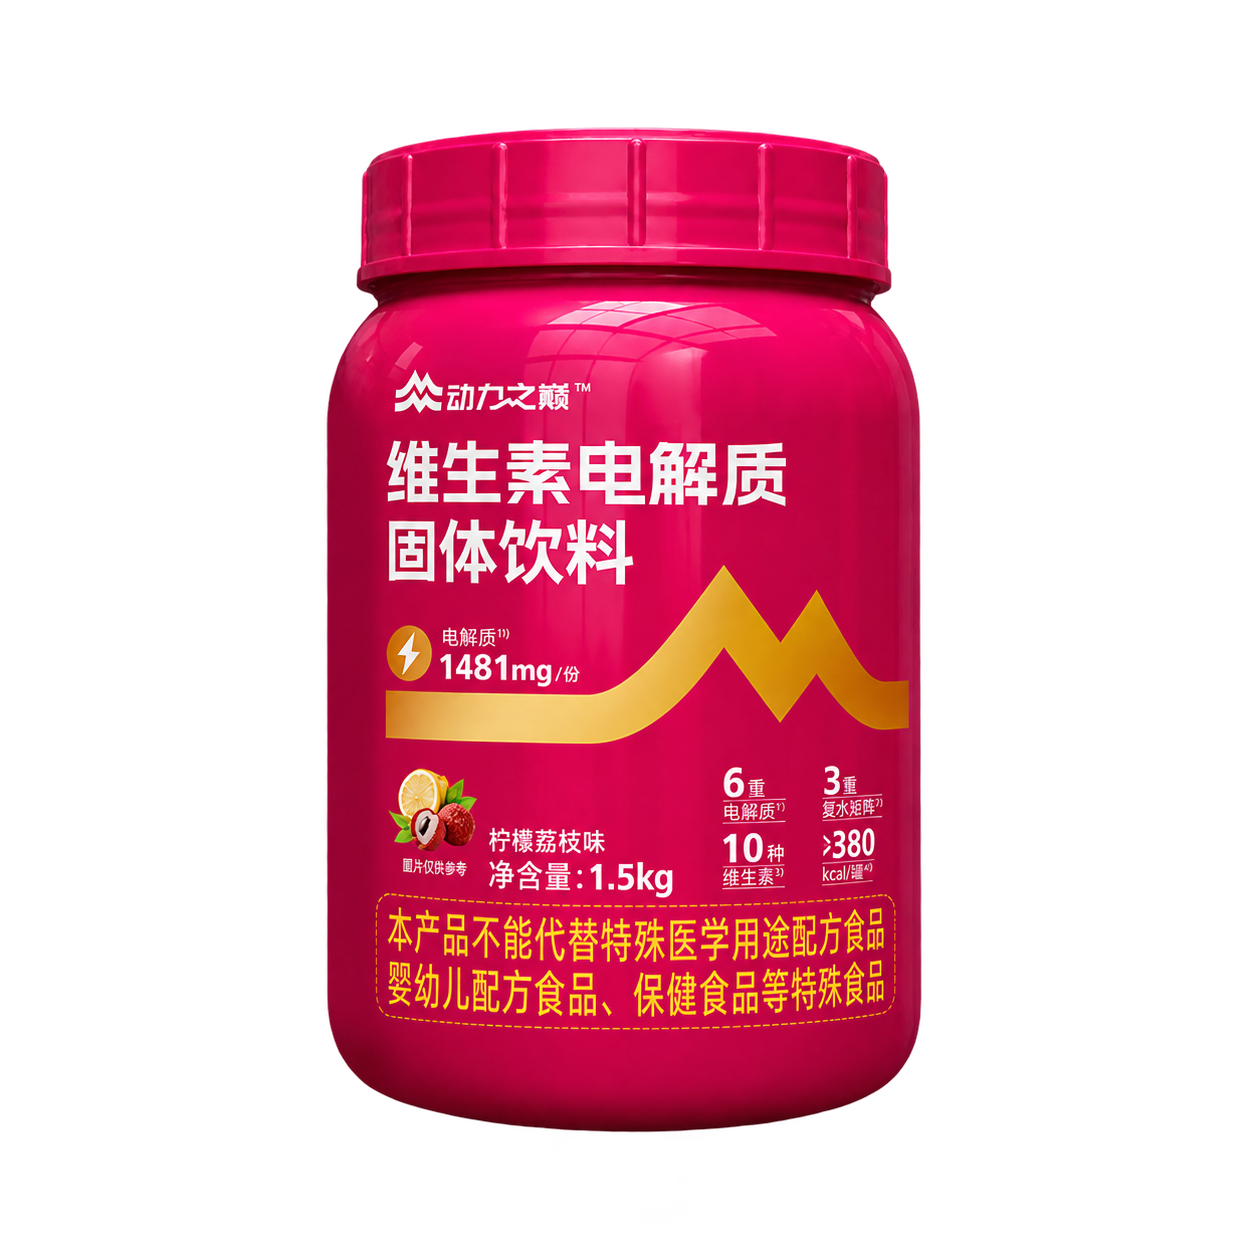 动力之巅™
维生素电解质
固体饮料
电解质¹⁾
1481mg/份
6重
电解质¹⁾
3重
复水矩阵²⁾
10种
维生素³⁾
≥380
kcal/罐⁴⁾
图片仅供参考
柠檬荔枝味
净含量：1.5kg
本产品不能代替特殊医学用途配方食品
婴幼儿配方食品、保健食品等特殊食品